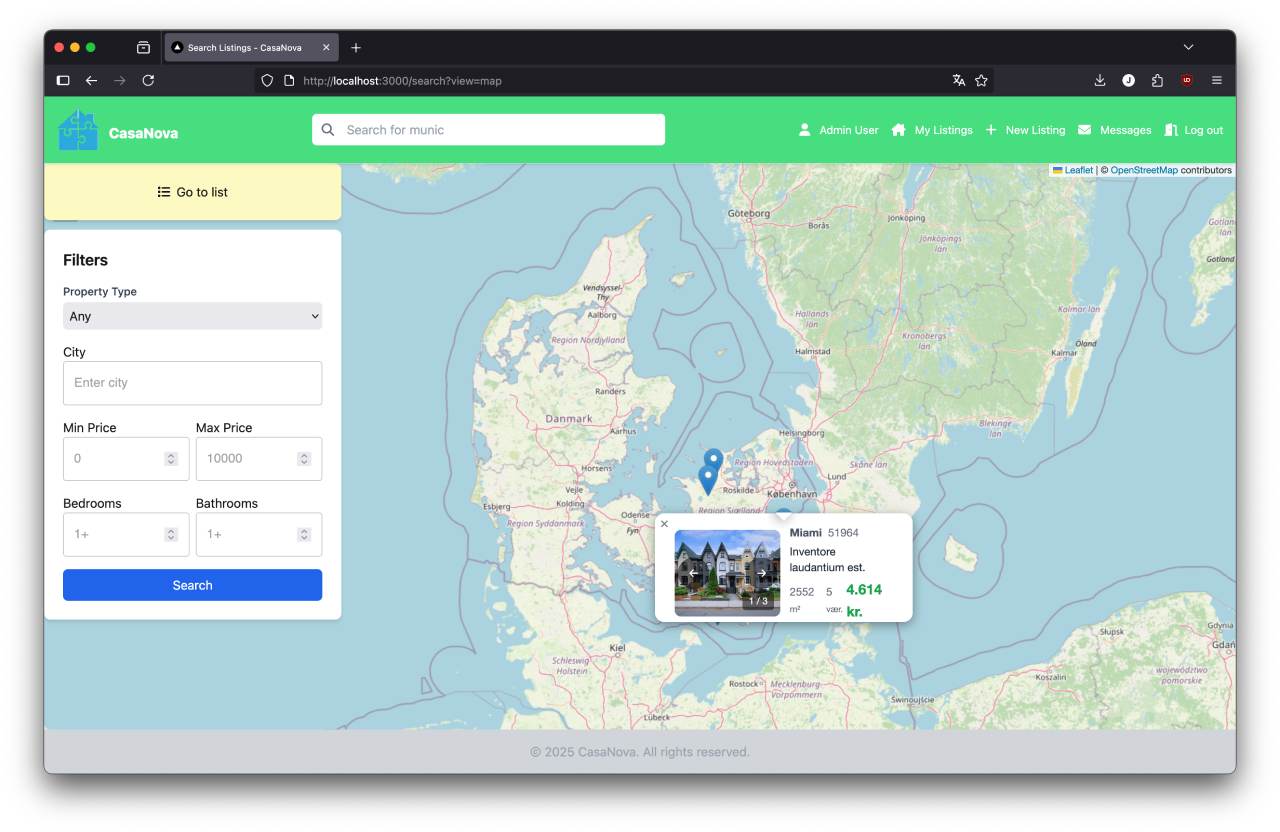 Search Listings - CasaNova
http://localhost:3000/search?view=map
CasaNova
Search for munic
Admin User
My Listings
New Listing
Messages
Log out
Go to list
Leaflet | © OpenStreetMap contributors
Filters
Property Type
Any
City
Enter city
Min Price
Max Price
0
10000
Bedrooms
Bathrooms
1+
1+
Search
Göteborg
Borås
Jönköping
Jönköpings
län
Gotlands
Gotland
Vendsyssel-
Thy
Aalborg
Region Nordjylland
Hallands
län
Kronobergs
län
Kalmar län
Öland
Kalmar
Halmstad
Randers
Danmark
Aarhus
Helsingborg
Blekinge
län
Region Hovedstaden
Skåne län
Horsens
Lund
Vejle
Roskilde
København
Esbjerg
Kolding
Region Sjælland
Odense
Region Syddanmark
Fyn
Miami 51964
Inventore
laudantium est.
2552 5 4.614
m² vær. kr.
1 / 3
Kiel
Schleswig
Holstein
Rostock
Mecklenburg-
Vorpommern
Lübeck
Świnoujście
Koszalin
Słupsk
Gdynia
Gdań
województwo
pomorskie
© 2025 CasaNova. All rights reserved.